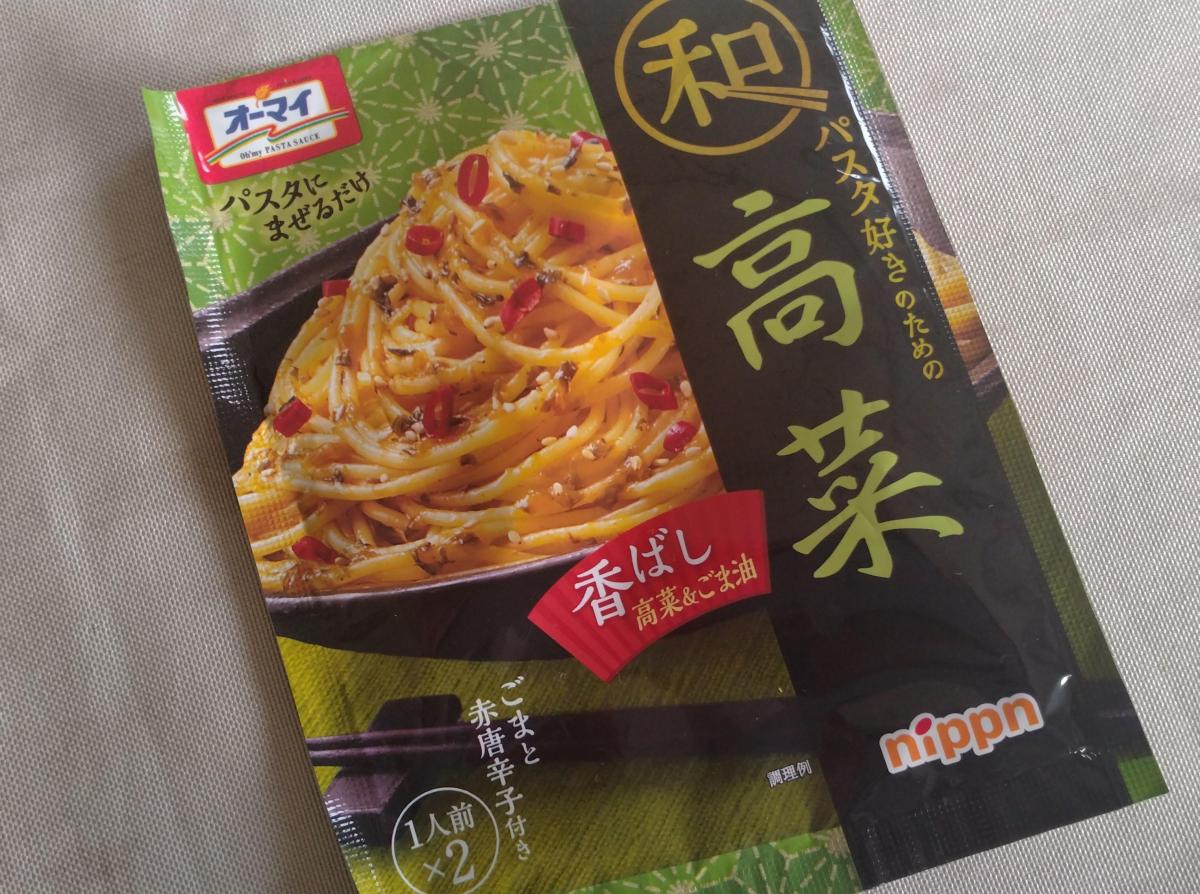 オーマイ
Oh'my PASTA SAUCE
パスタに
まぜるだけ
和
パスタ好きのための
高菜
香ばし
高菜&ごま油
ごまと
赤唐辛子付き
1人前
×2
調理例
nippn